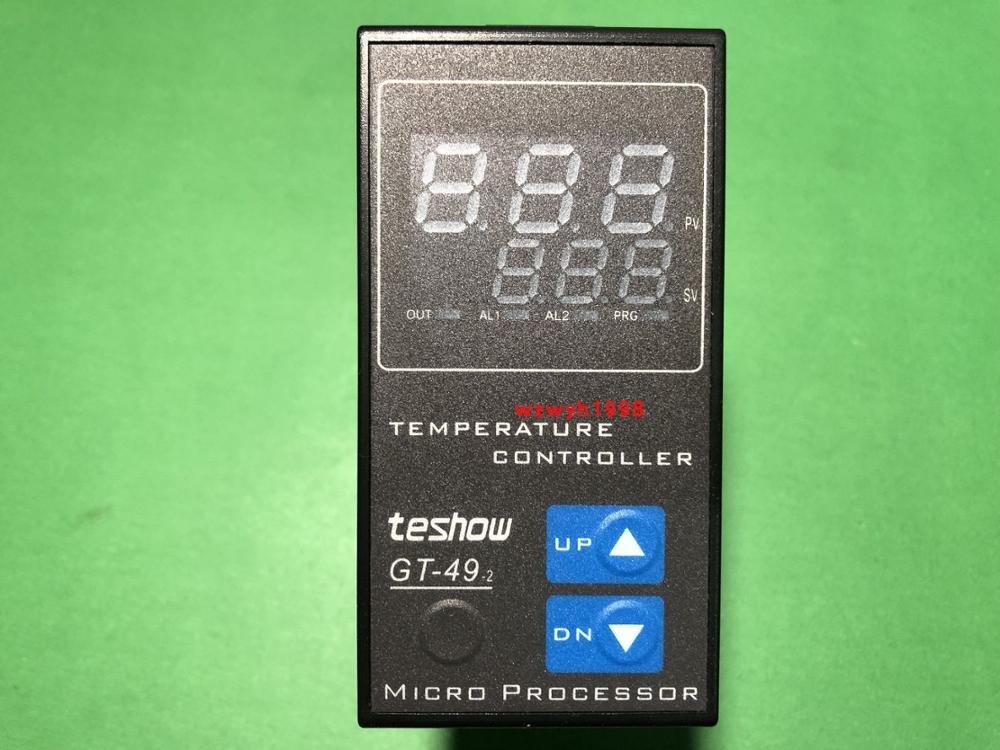 PV
SV
OUT AL1 AL2 PRG
wzwyh1998
TEMPERATURE
CONTROLLER
teshow
GT-49-2
UP
DN
MICRO PROCESSOR